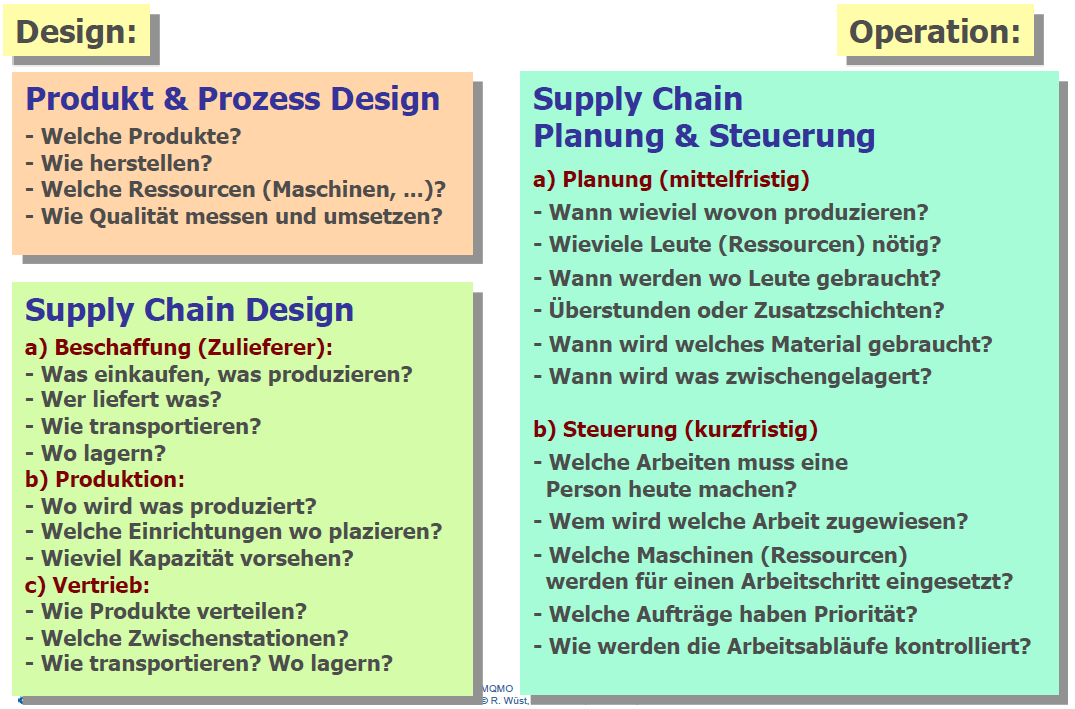 Design:
Operation:
Produkt & Prozess Design
- Welche Produkte?
- Wie herstellen?
- Welche Ressourcen (Maschinen, ...)?
- Wie Qualität messen und umsetzen?
Supply Chain Design
a) Beschaffung (Zulieferer):
- Was einkaufen, was produzieren?
- Wer liefert was?
- Wie transportieren?
- Wo lagern?
b) Produktion:
- Wo wird was produziert?
- Welche Einrichtungen wo plazieren?
- Wieviel Kapazität vorsehen?
c) Vertrieb:
- Wie Produkte verteilen?
- Welche Zwischenstationen?
- Wie transportieren? Wo lagern?
Supply Chain
Planung & Steuerung
a) Planung (mittelfristig)
- Wann wieviel wovon produzieren?
- Wieviele Leute (Ressourcen) nötig?
- Wann werden wo Leute gebraucht?
- Überstunden oder Zusatzschichten?
- Wann wird welches Material gebraucht?
- Wann wird was zwischengelagert?
b) Steuerung (kurzfristig)
- Welche Arbeiten muss eine
Person heute machen?
- Wem wird welche Arbeit zugewiesen?
- Welche Maschinen (Ressourcen)
werden für einen Arbeitschritt eingesetzt?
- Welche Aufträge haben Priorität?
- Wie werden die Arbeitsabläufe kontrolliert?
MQMO
© R. Wüst,